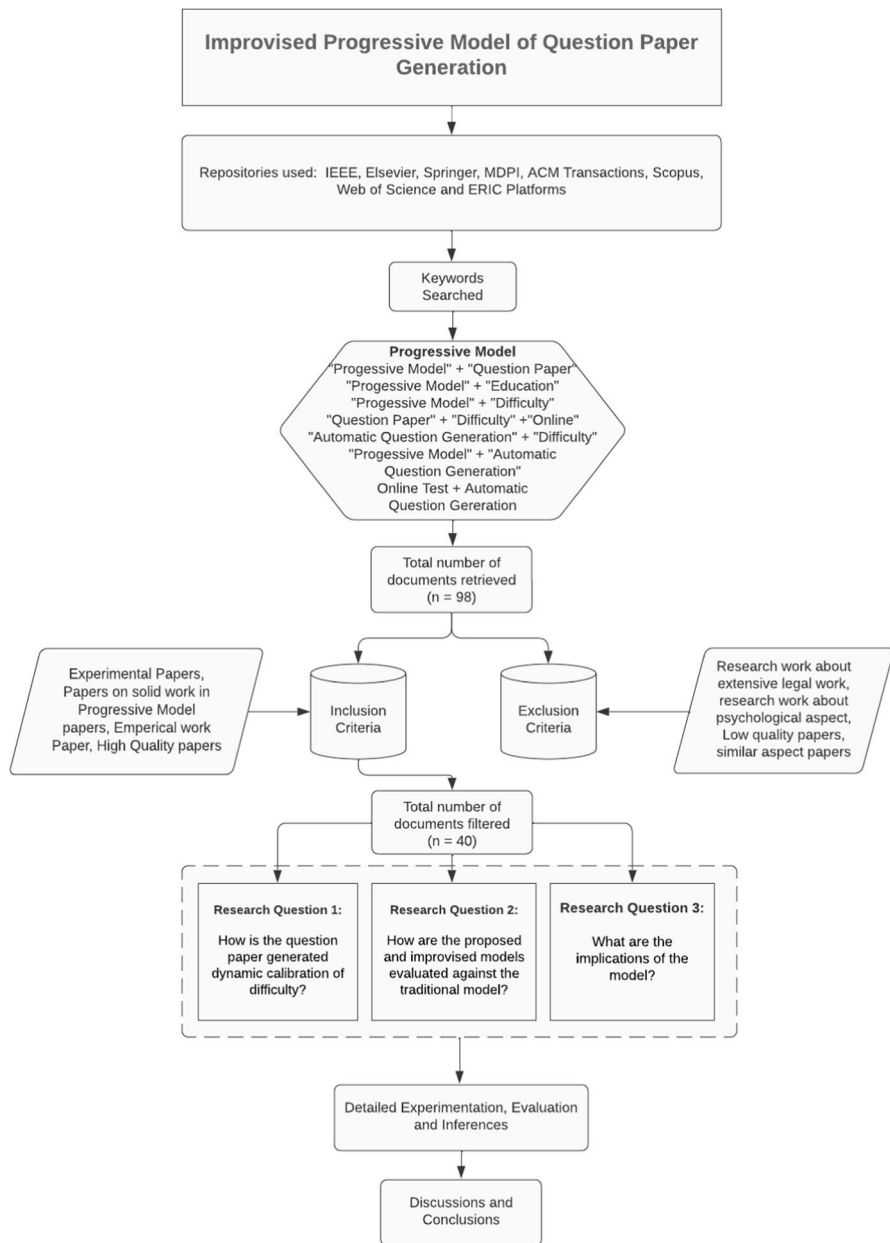 Improvised Progressive Model of Question Paper
Generation
Repositories used:  IEEE, Elsevier, Springer, MDPI, ACM Transactions, Scopus,
Web of Science and ERIC Platforms
Keywords
Searched
Progressive Model
"Progessive Model" + "Question Paper"
"Progessive Model" + "Education"
"Progessive Model" + "Difficulty
"Question Paper" + "Difficulty" +"Online"
"Automatic Question Generation" + "Difficulty"
"Progessive Model" + "Automatic
Question Generation"
Online Test + Automatic
Question Gereration
Total number of
documents retrieved
(n = 98)
Experimental Papers,
Papers on solid work in
Progressive Model
papers, Emperical work
Paper, High Quality papers
Inclusion
Criteria
Exclusion
Criteria
Research work about
extensive legal work,
research work about
psychological aspect,
Low quality papers,
similar aspect papers
Total number of
documents filtered
(n = 40)
Research Question 1:
How is the question
paper generated
dynamic calibration of
difficulty?
Research Question 2:
How are the proposed
and improvised models
evaluated against the
traditional model?
Research Question 3:
What are the
implications of the
model?
Detailed Experimentation, Evaluation
and Inferences
Discussions and
Conclusions